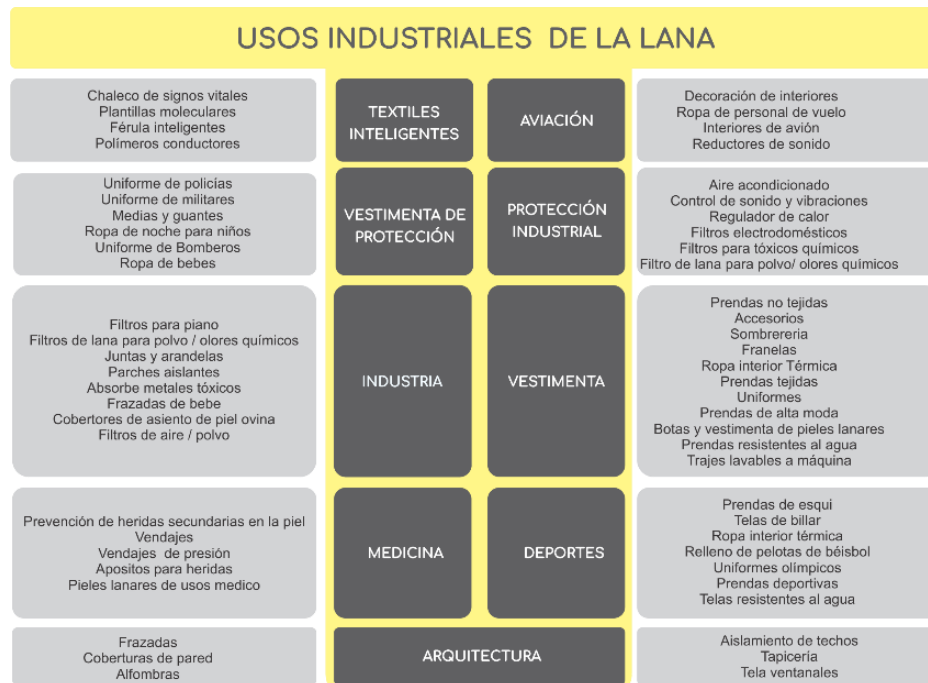 USOS INDUSTRIALES DE LA LANA
Chaleco de signos vitales
Plantillas moleculares
Férula inteligentes
Polímeros conductores
TEXTILES
INTELIGENTES
AVIACIÓN
Decoración de interiores
Ropa de personal de vuelo
Interiores de avión
Reductores de sonido
Uniforme de policías
Uniforme de militares
Medias y guantes
Ropa de noche para niños
Uniforme de Bomberos
Ropa de bebes
VESTIMENTA DE
PROTECCIÓN
PROTECCIÓN
INDUSTRIAL
Aire acondicionado
Control de sonido y vibraciones
Regulador de calor
Filtros electrodomésticos
Filtros para tóxicos químicos
Filtro de lana para polvo/ olores químicos
Filtros para piano
Filtros de lana para polvo / olores químicos
Juntas y arandelas
Parches aislantes
Absorbe metales tóxicos
Frazadas de bebe
Cobertores de asiento de piel ovina
Filtros de aire / polvo
INDUSTRIA
VESTIMENTA
Prendas no tejidas
Accesorios
Sombrereria
Franelas
Ropa interior Térmica
Prendas tejidas
Uniformes
Prendas de alta moda
Botas y vestimenta de pieles lanares
Prendas resistentes al agua
Trajes lavables a máquina
Prevención de heridas secundarias en la piel
Vendajes
Vendajes de presión
Apositos para heridas
Pieles lanares de usos medico
MEDICINA
DEPORTES
Prendas de esqui
Telas de billar
Ropa interior térmica
Relleno de pelotas de béisbol
Uniformes olímpicos
Prendas deportivas
Telas resistentes al agua
Frazadas
Coberturas de pared
Alfombras
ARQUITECTURA
Aislamiento de techos
Tapicería
Tela ventanales